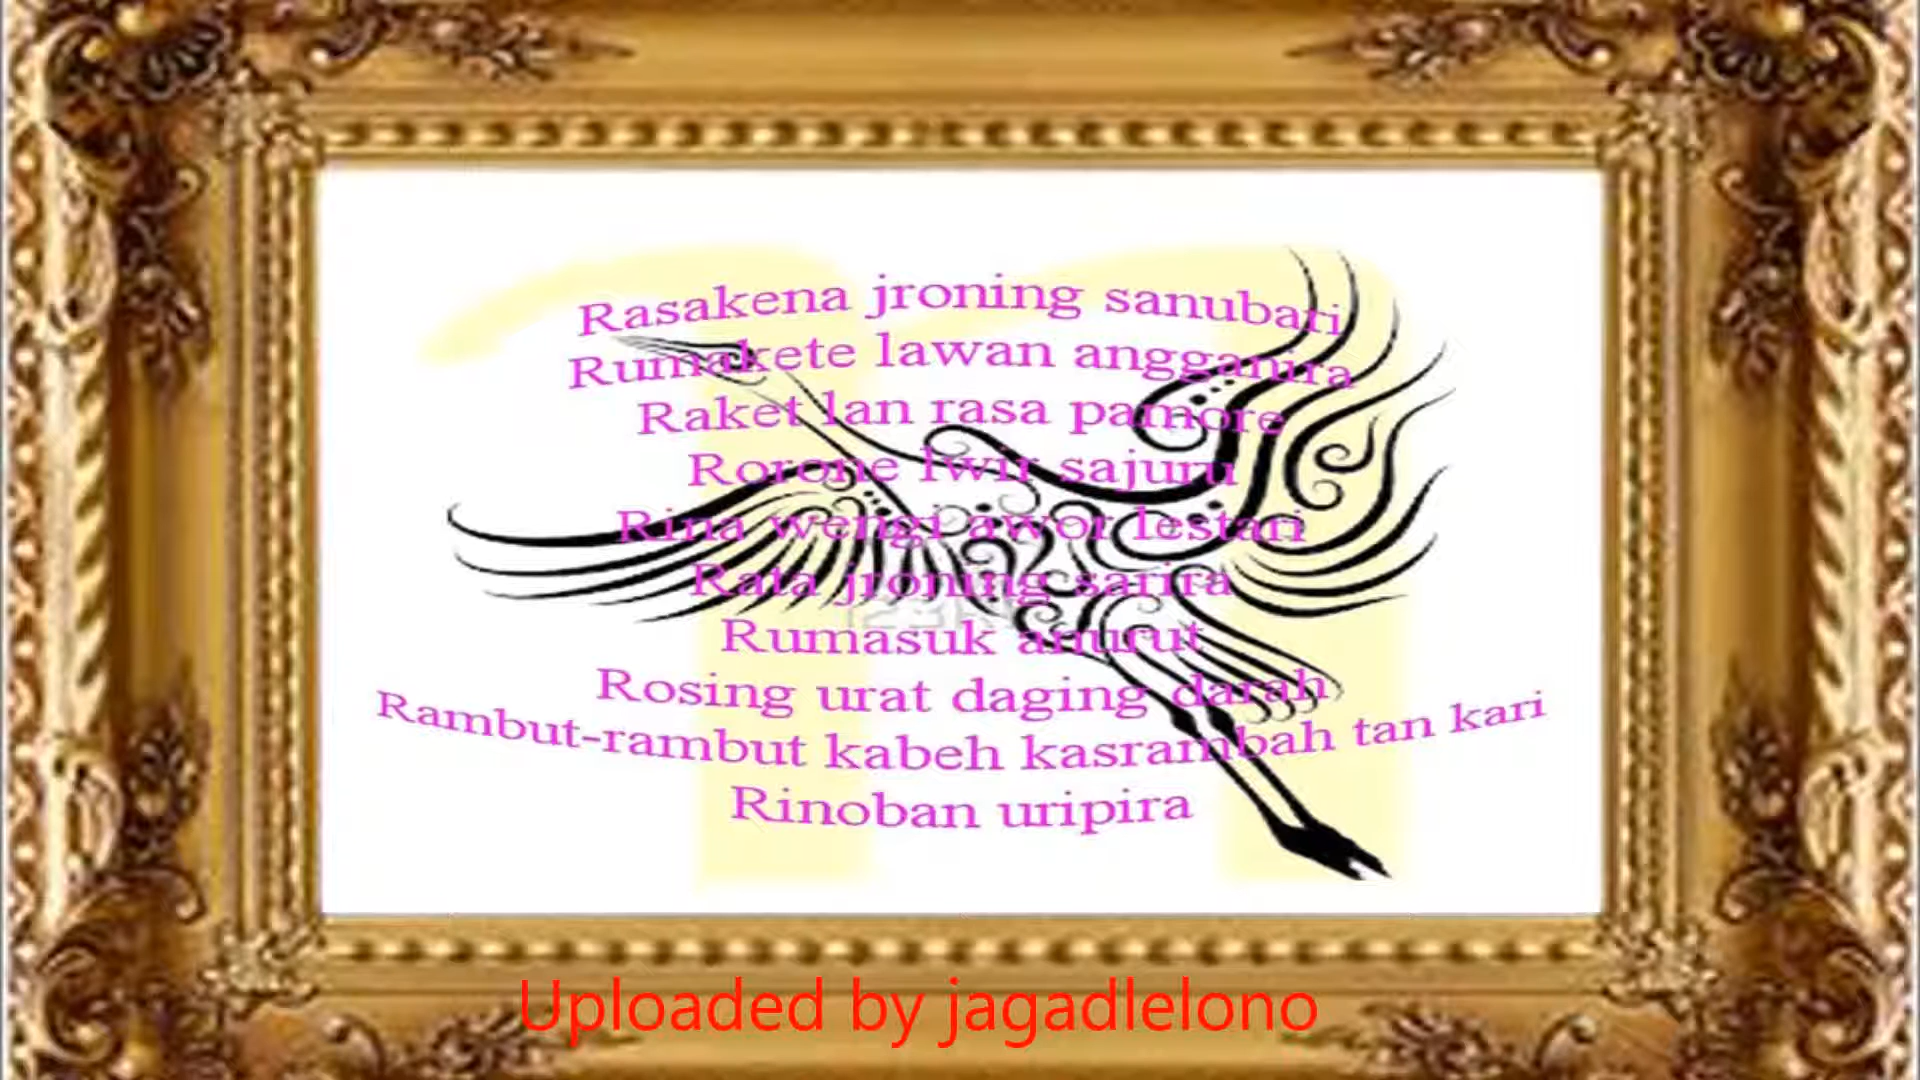 Rasakena jroning sanubari
Rumakete lawan angganira
Raket lan rasa pamore
Rorone lwir sajuru
Rina wengi awor lestari
Rata jroning sarira
Rumasuk anurut
Rosing urat daging darah
Rambut-rambut kabeh kasrambah tan kari
Rinoban uripira
Uploaded by jagadlelono